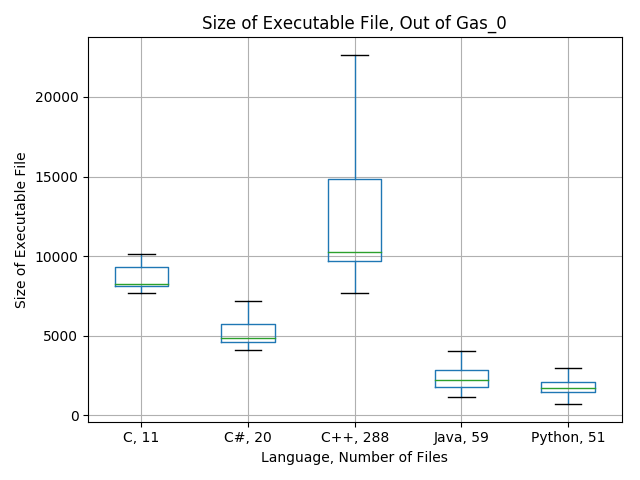 Size of Executable File, Out of Gas_0
Size of Executable File
20000
15000
10000
5000
0
C, 11
C#, 20
C++, 288
Java, 59
Python, 51
Language, Number of Files